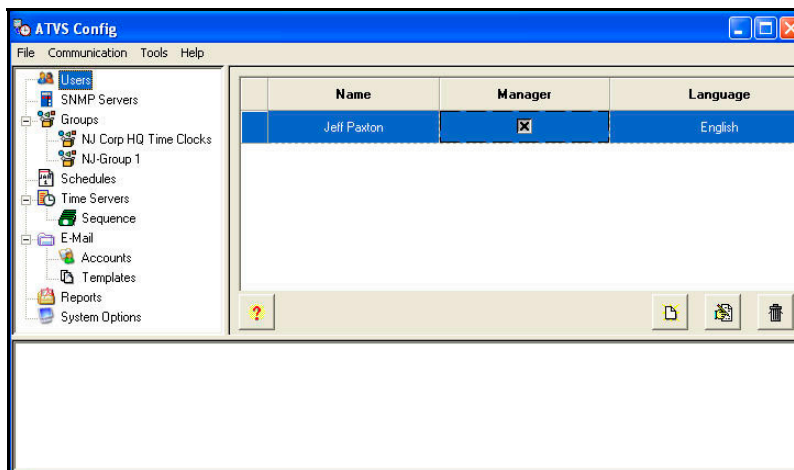 ATVS Config
File Communication Tools Help
Users
SNMP Servers
Groups
NJ Corp HQ Time Clocks
NJ-Group 1
Schedules
Time Servers
Sequence
E-Mail
Accounts
Templates
Reports
System Options
Name Manager Language
Jeff Paxton English
?